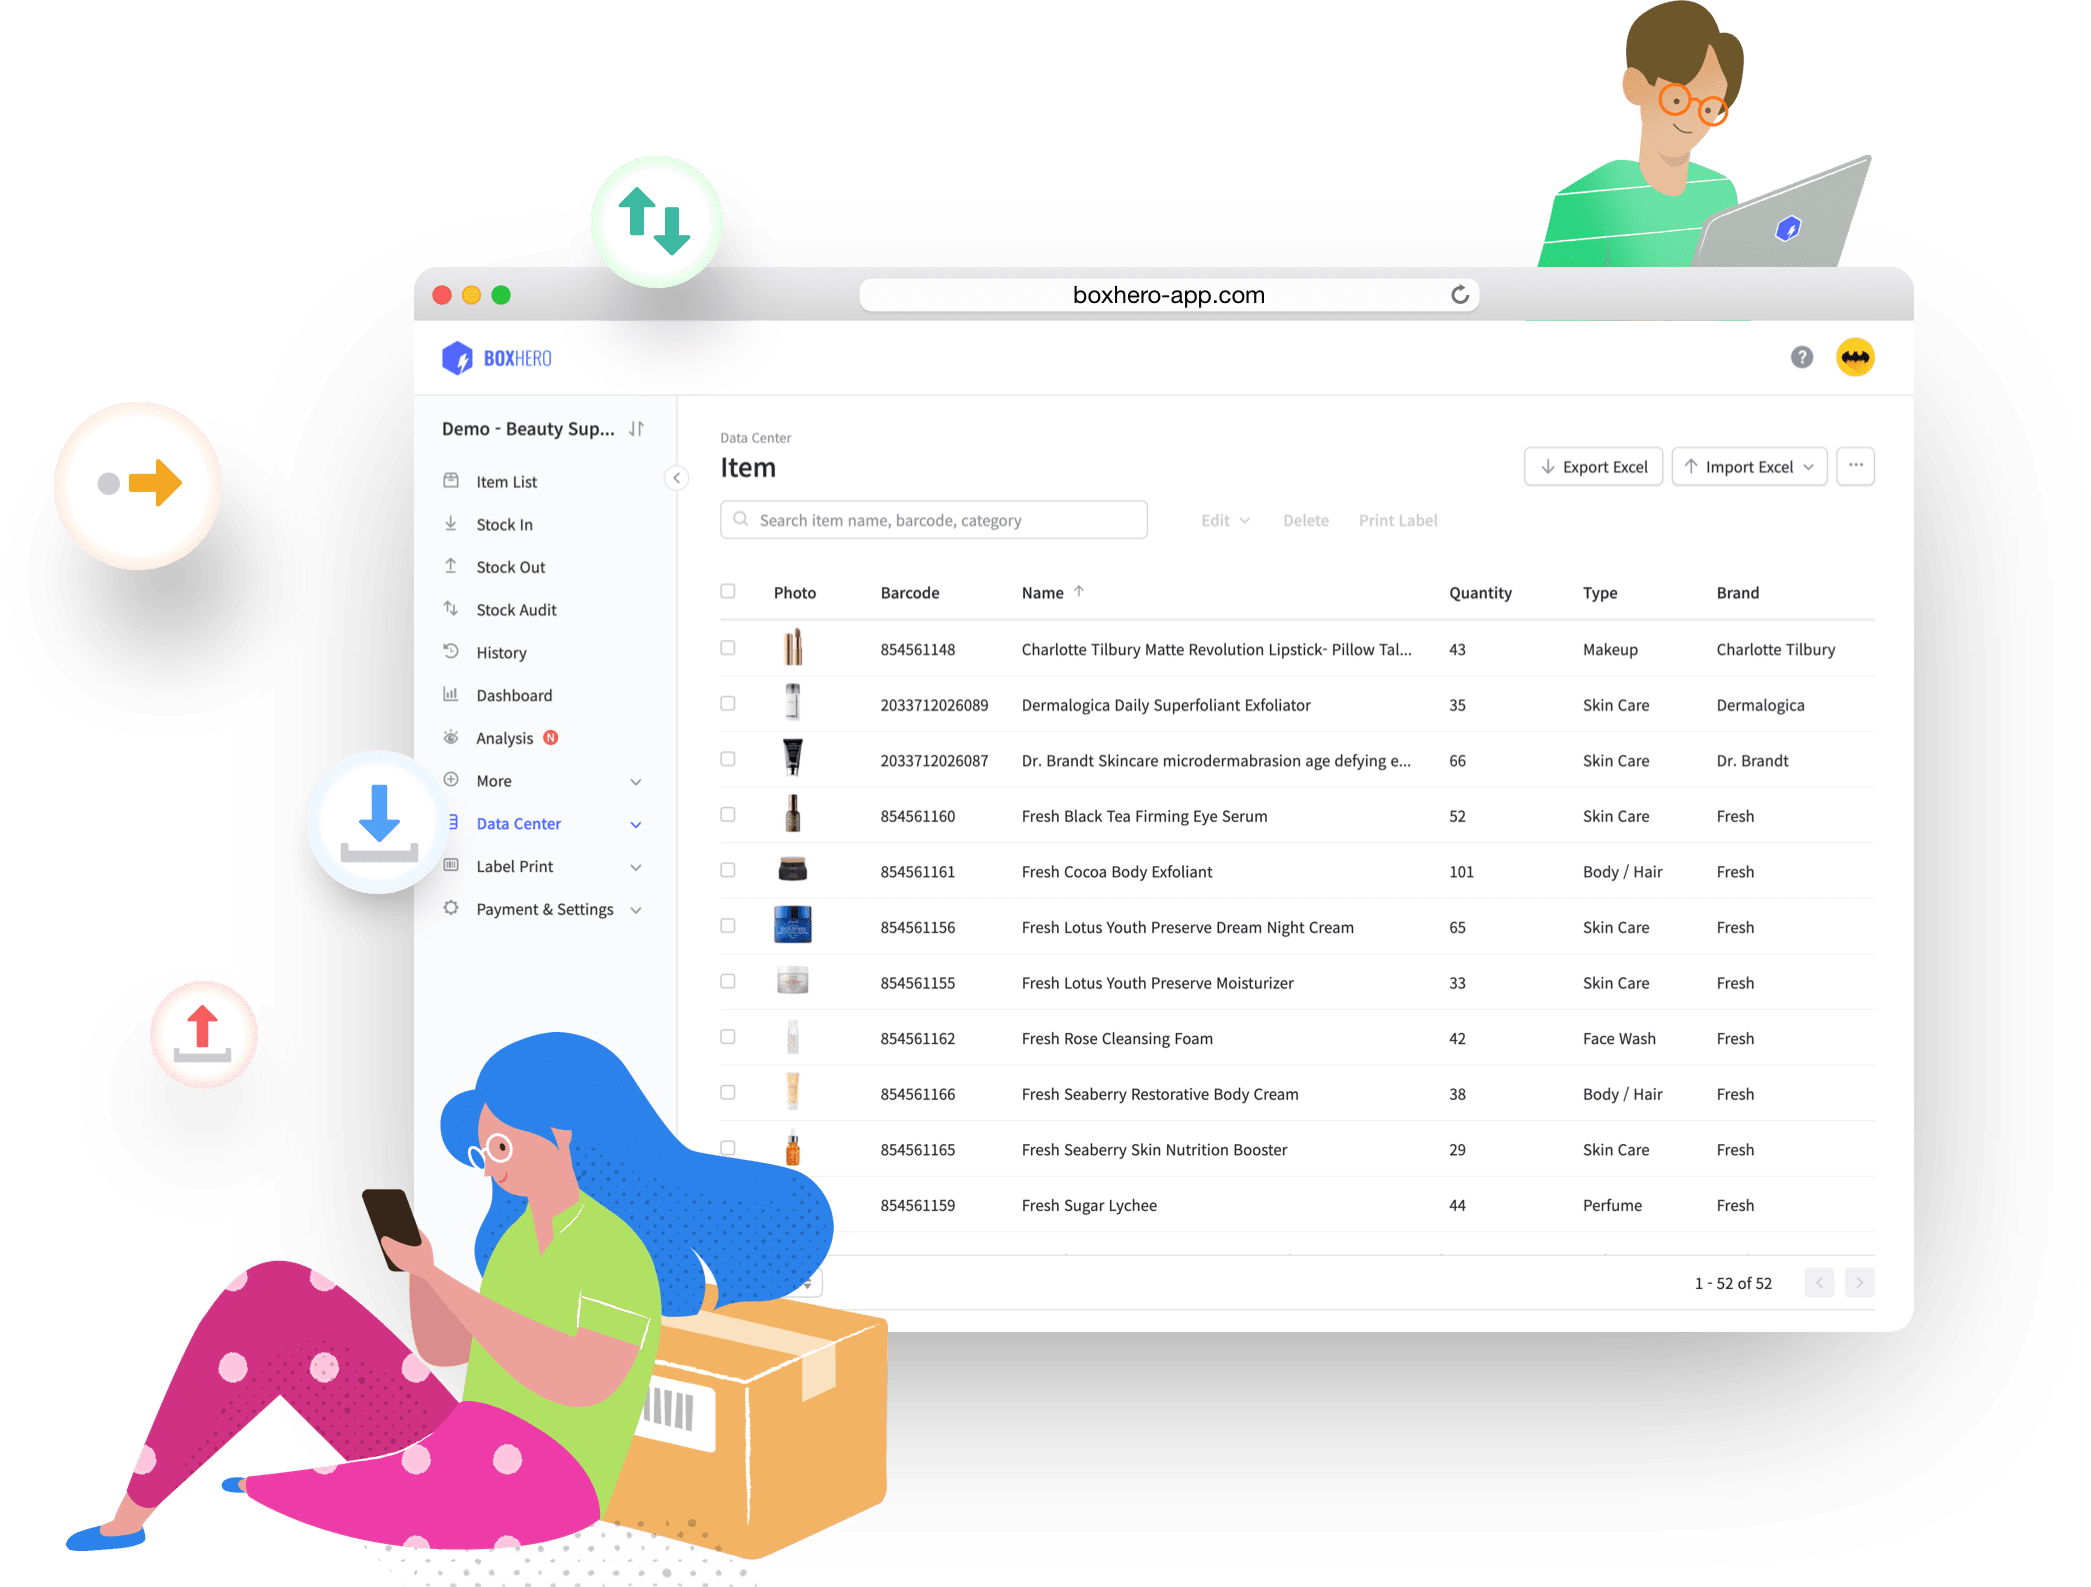 boxhero-app.com
BOXHERO
?
Demo - Beauty Sup...
Item List
Stock In
Stock Out
Stock Audit
History
Dashboard
Analysis N
More
Data Center
Label Print
Payment & Settings
Data Center
Item
Export Excel
Import Excel
...
Search item name, barcode, category
Edit
Delete
Print Label
Photo Barcode Name Quantity Type Brand
854561148 Charlotte Tilbury Matte Revolution Lipstick- Pillow Tal... 43 Makeup Charlotte Tilbury
2033712026089 Dermalogica Daily Superfoliant Exfoliator 35 Skin Care Dermalogica
2033712026087 Dr. Brandt Skincare microdermabrasion age defying e... 66 Skin Care Dr. Brandt
854561160 Fresh Black Tea Firming Eye Serum 52 Skin Care Fresh
854561161 Fresh Cocoa Body Exfoliant 101 Body / Hair Fresh
854561156 Fresh Lotus Youth Preserve Dream Night Cream 65 Skin Care Fresh
854561155 Fresh Lotus Youth Preserve Moisturizer 33 Skin Care Fresh
854561162 Fresh Rose Cleansing Foam 42 Face Wash Fresh
854561166 Fresh Seaberry Restorative Body Cream 38 Body / Hair Fresh
854561165 Fresh Seaberry Skin Nutrition Booster 29 Skin Care Fresh
854561159 Fresh Sugar Lychee 44 Perfume Fresh
1 - 52 of 52